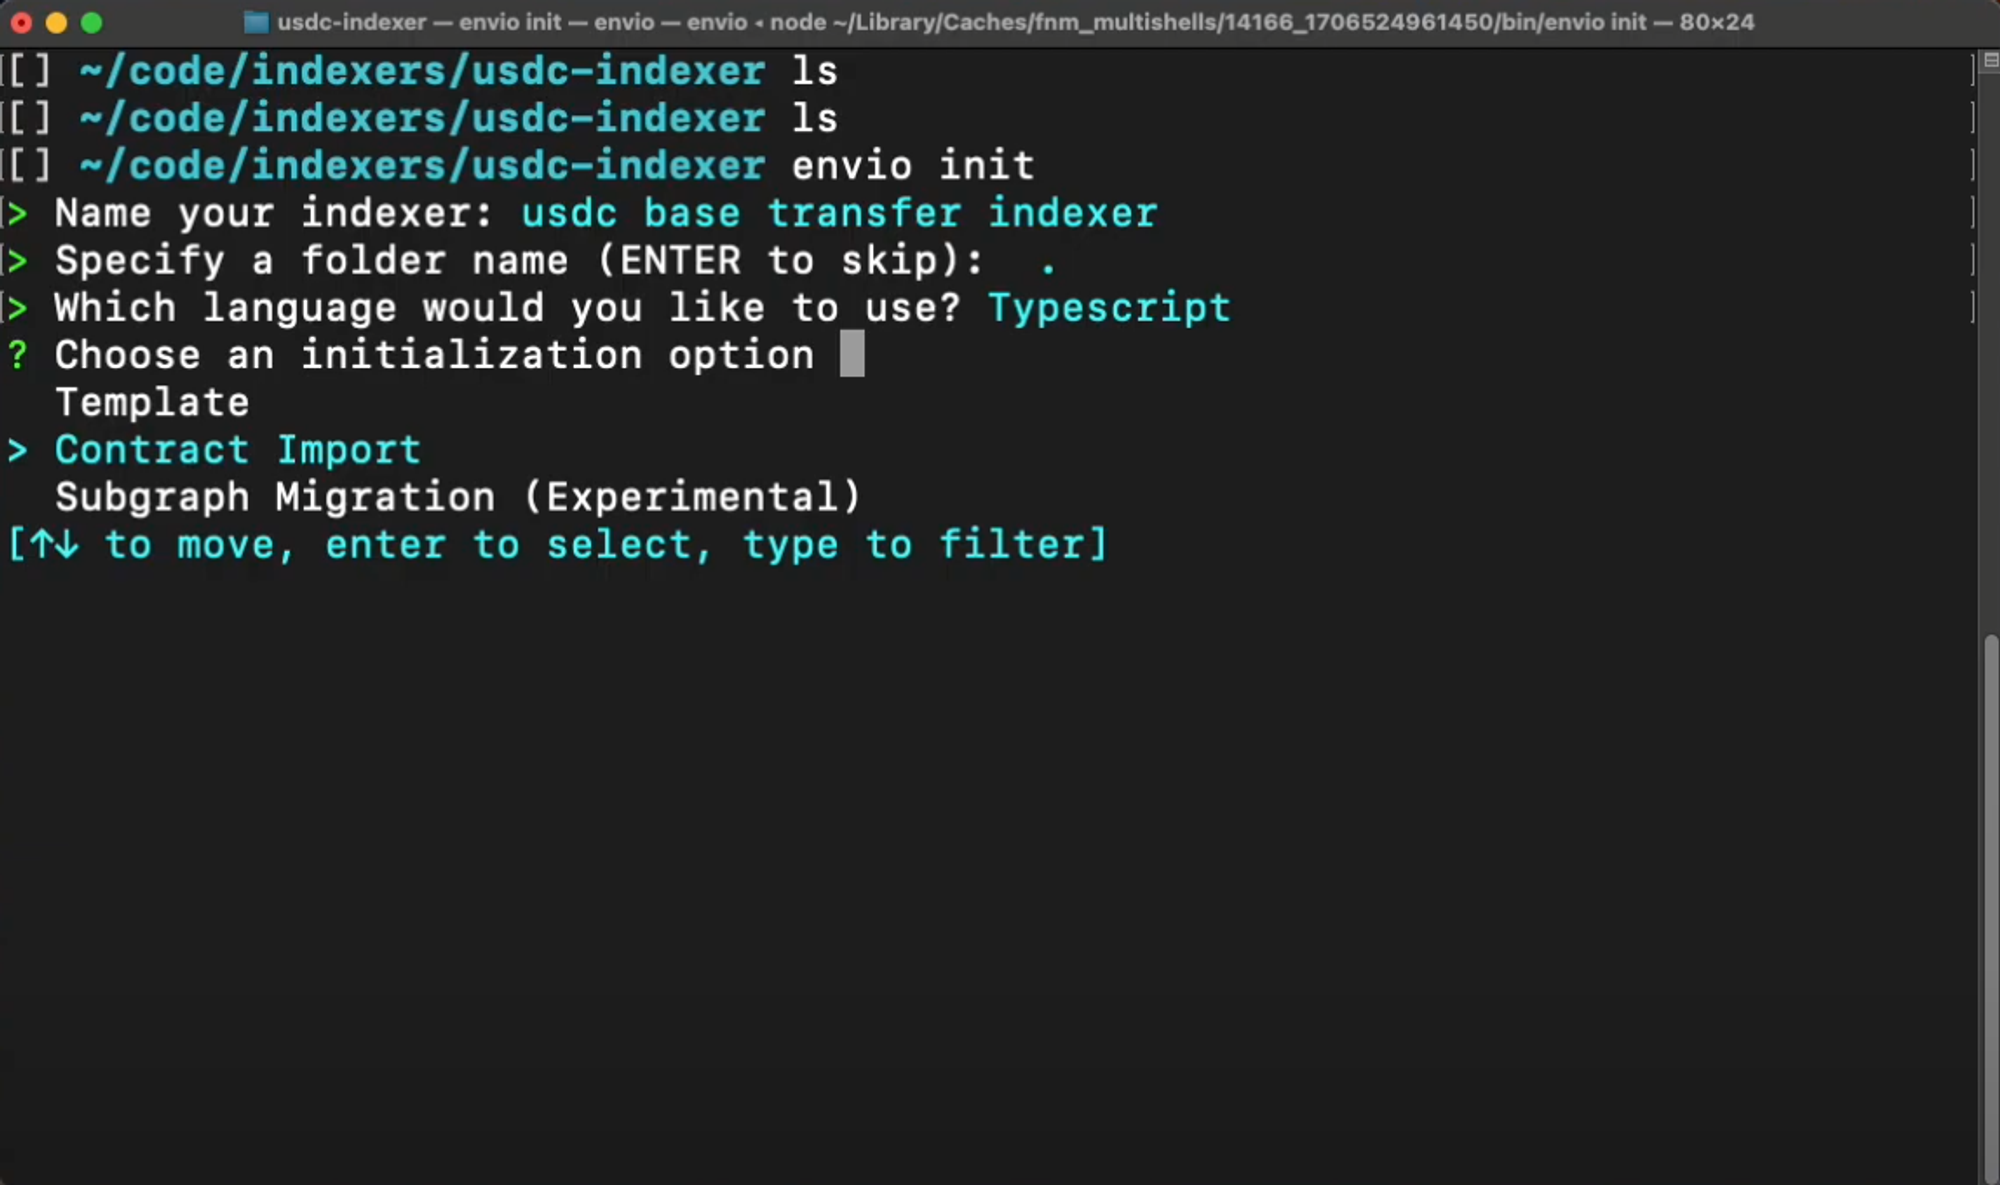 usdc-indexer — envio init — envio — envio ◂ node ~/Library/Caches/fnm_multishells/14166_1706524961450/bin/envio init — 80×24
[[] ~/code/indexers/usdc-indexer ls ]
[[] ~/code/indexers/usdc-indexer ls ]
[[] ~/code/indexers/usdc-indexer envio init ]
[> Name your indexer: usdc base transfer indexer ]
[> Specify a folder name (ENTER to skip):  . ]
[> Which language would you like to use? Typescript ]
? Choose an initialization option
Template
> Contract Import
Subgraph Migration (Experimental)
[↑↓ to move, enter to select, type to filter]